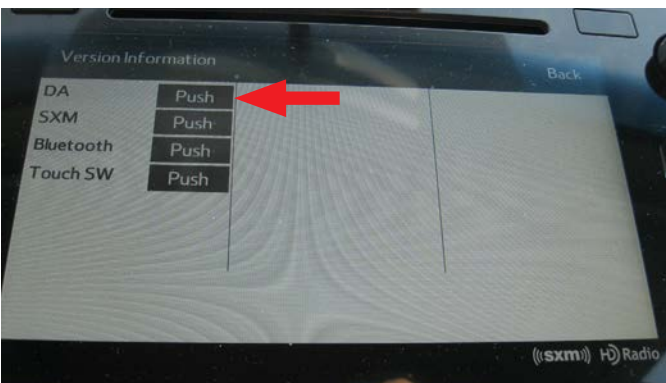 Version Information
Back
DA Push
SXM Push
Bluetooth Push
Touch SW Push
((sxm)) HD Radio